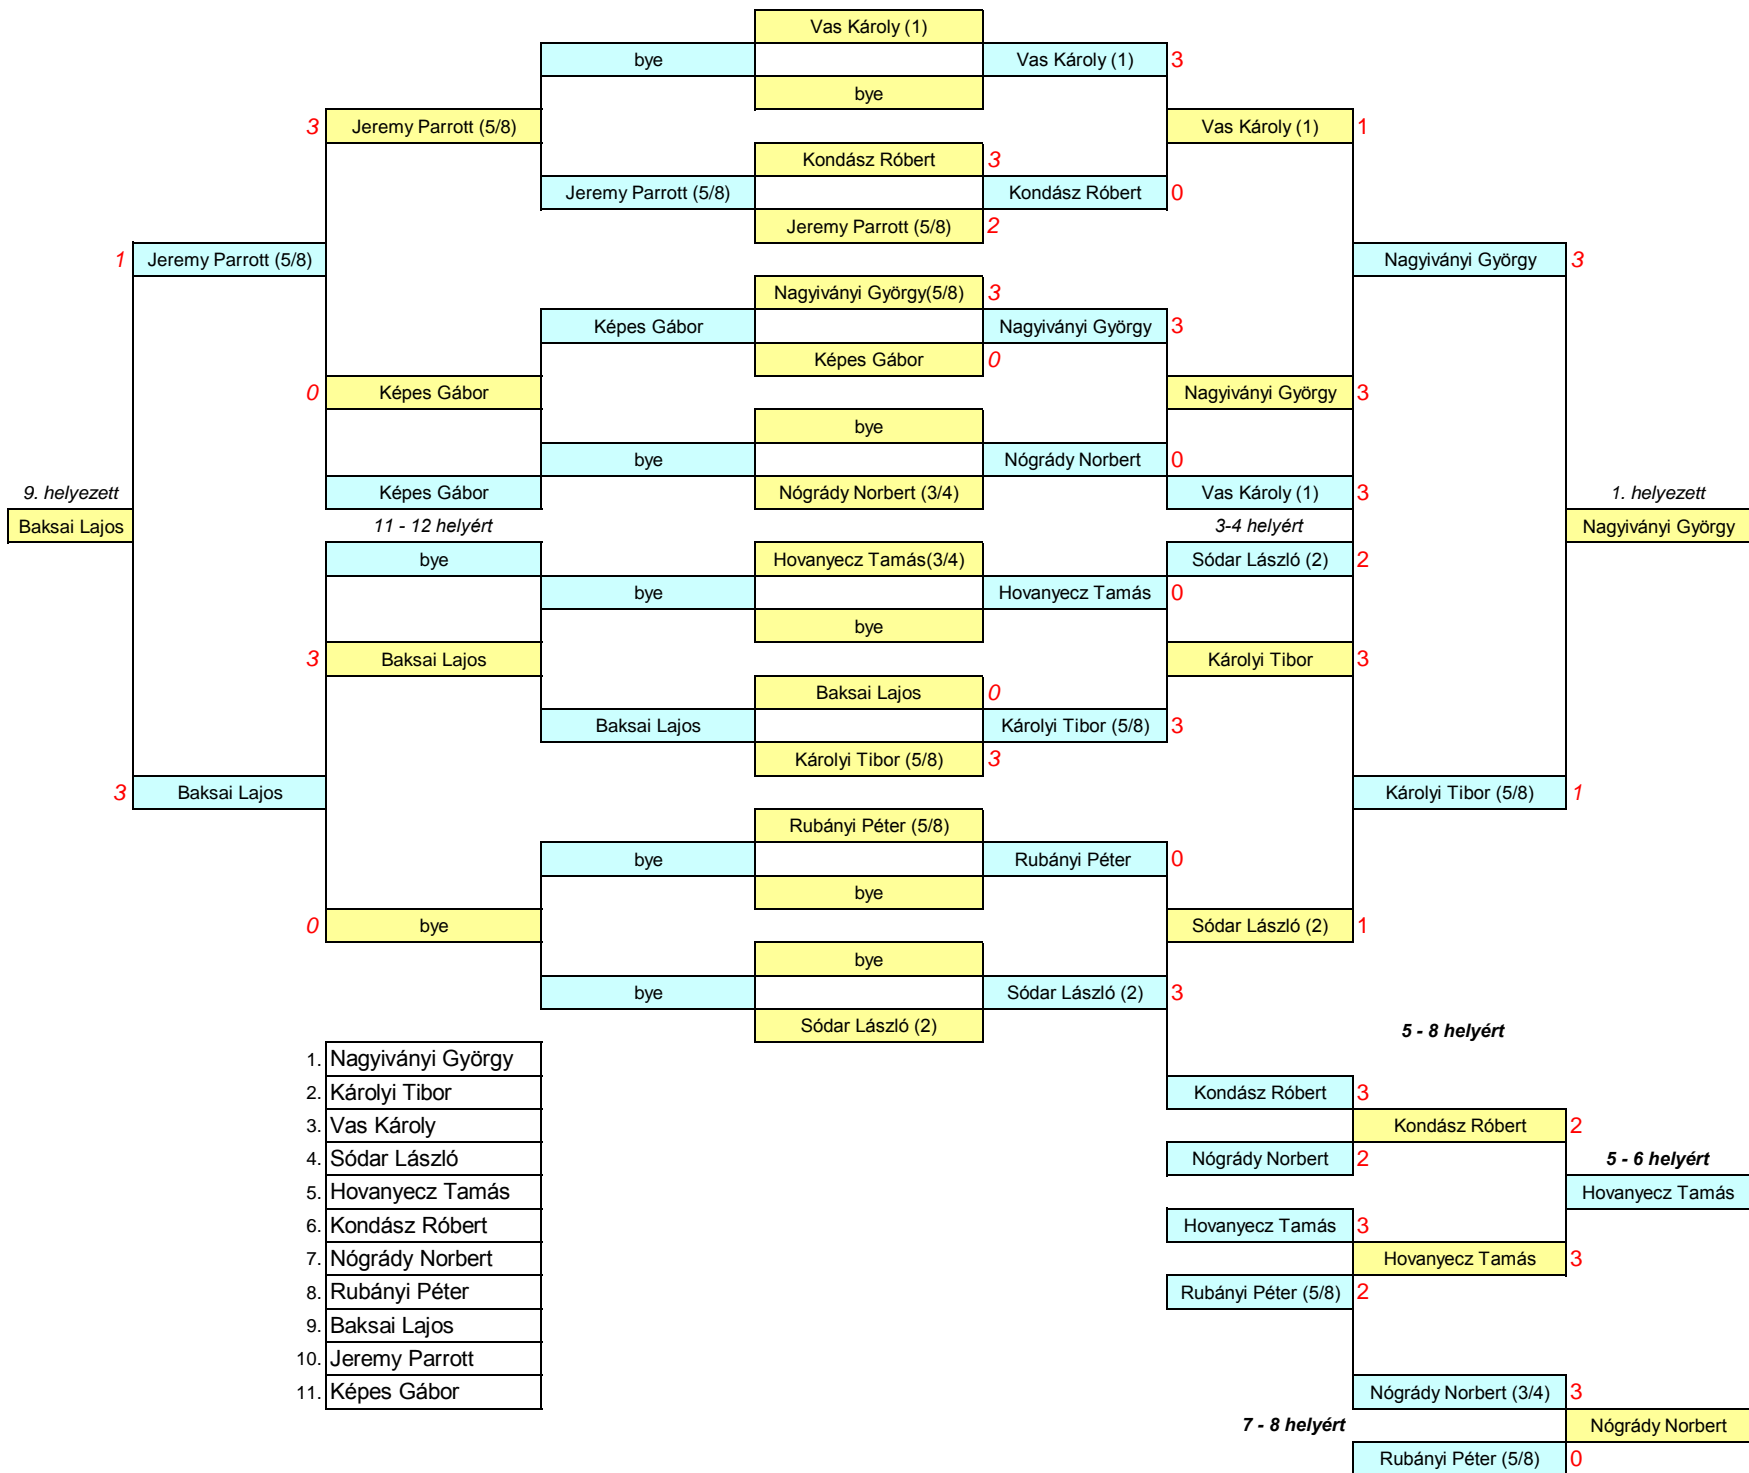 Vas Károly (1)
bye Vas Károly (1) 3
bye
3 Jeremy Parrott (5/8) Vas Károly (1) 1
Kondász Róbert 3
Jeremy Parrott (5/8) Kondász Róbert 0
Jeremy Parrott (5/8) 2
1 Jeremy Parrott (5/8) Nagyiványi György 3
Nagyiványi György(5/8) 3
Képes Gábor Nagyiványi György 3
Képes Gábor 0
0 Képes Gábor Nagyiványi György 3
bye
bye Nógrády Norbert 0
9. helyezett Képes Gábor Nógrády Norbert (3/4) Vas Károly (1) 3 1. helyezett
Baksai Lajos 11 - 12 helyért 3-4 helyért Nagyiványi György
bye Hovanyecz Tamás(3/4) Sódar László (2) 2
bye Hovanyecz Tamás 0
bye
3 Baksai Lajos Károlyi Tibor 3
Baksai Lajos 0
Baksai Lajos Károlyi Tibor (5/8) 3
Károlyi Tibor (5/8) 3
3 Baksai Lajos Károlyi Tibor (5/8) 1
Rubányi Péter (5/8)
bye Rubányi Péter 0
bye
0 bye Sódar László (2) 1
bye
bye Sódar László (2) 3
Sódar László (2)
5 - 8 helyért
1. Nagyiványi György
2. Károlyi Tibor Kondász Róbert 3
3. Vas Károly Kondász Róbert 2
4. Sódar László Nógrády Norbert 2 5 - 6 helyért
5. Hovanyecz Tamás Hovanyecz Tamás
6. Kondász Róbert Hovanyecz Tamás 3
7. Nógrády Norbert Hovanyecz Tamás 3
8. Rubányi Péter Rubányi Péter (5/8) 2
9. Baksai Lajos
10. Jeremy Parrott
11. Képes Gábor Nógrády Norbert (3/4) 3
7 - 8 helyért Nógrády Norbert
Rubányi Péter (5/8) 0